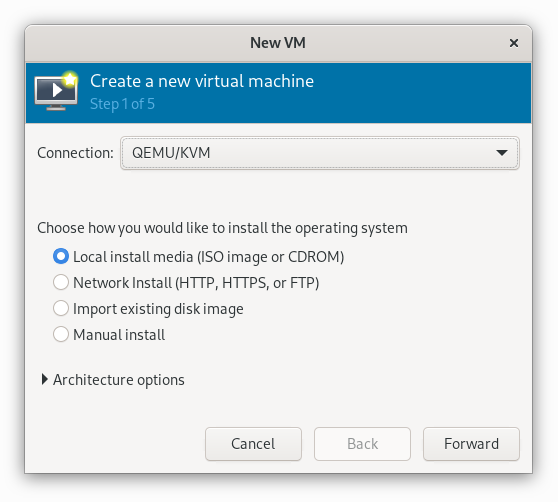 New VM
Create a new virtual machine
Step 1 of 5
Connection: QEMU/KVM
Choose how you would like to install the operating system
Local install media (ISO image or CDROM)
Network Install (HTTP, HTTPS, or FTP)
Import existing disk image
Manual install
Architecture options
Cancel Back Forward